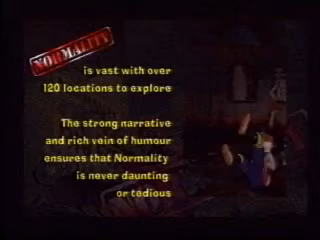 NORMALITY
is vast with over
120 locations to explore
The strong narrative
and rich vein of humour
ensures that Normality
is never daunting
or tedious